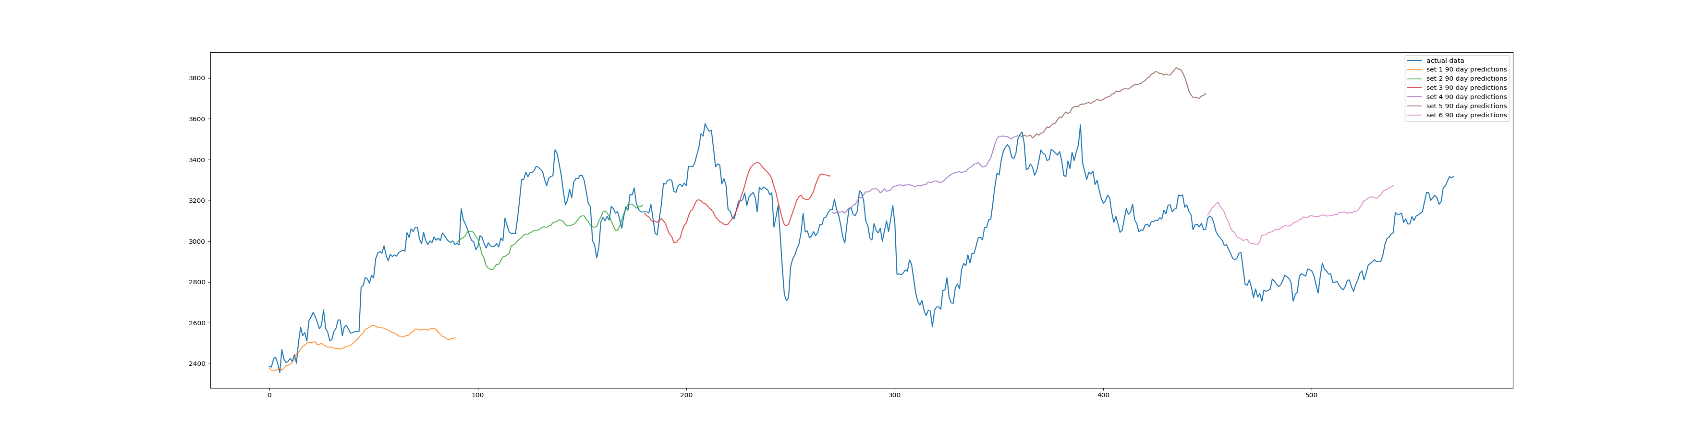 actual data
set 1 90 day predictions
set 2 90 day predictions
set 3 90 day predictions
set 4 90 day predictions
set 5 90 day predictions
set 6 90 day predictions
3800
3600
3400
3200
3000
2800
2600
2400
0 100 200 300 400 500